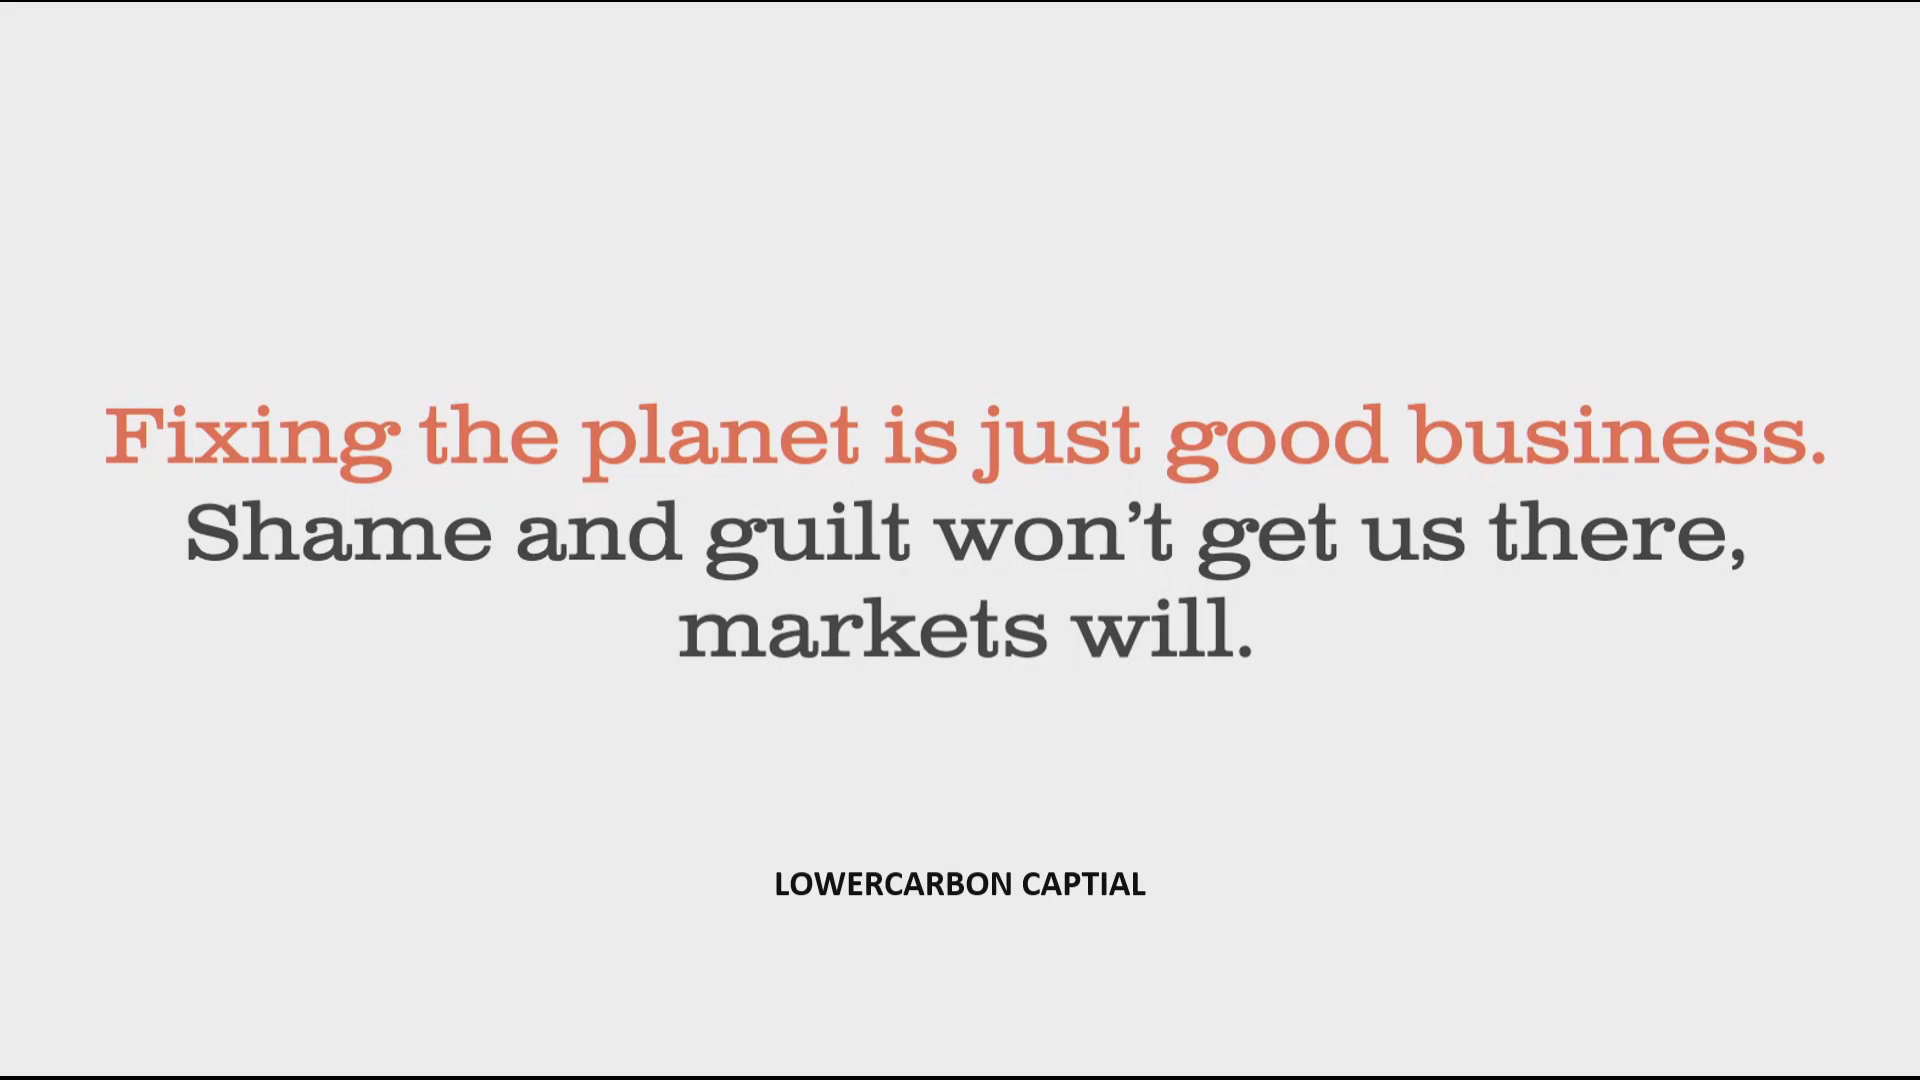 Fixing the planet is just good business.
Shame and guilt won’t get us there,
markets will.
LOWERCARBON CAPTIAL